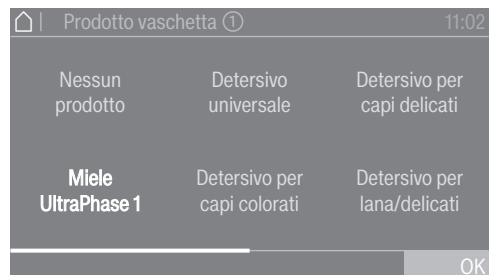 Prodotto vaschetta ①
11:02
Nessun
prodotto
Detersivo
universale
Detersivo per
capi delicati
Miele
UltraPhase 1
Detersivo per
capi colorati
Detersivo per
lana/delicati
OK